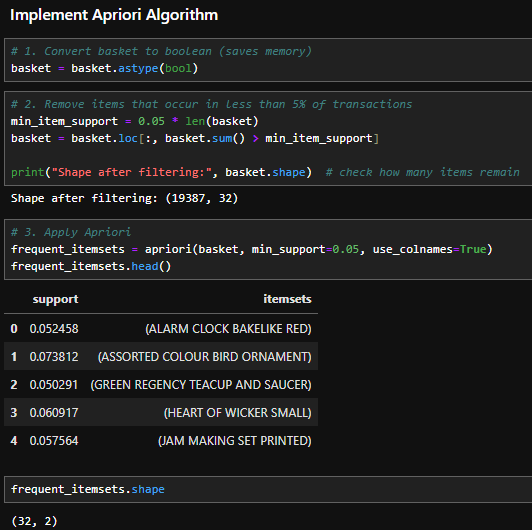 Implement Apriori Algorithm
# 1. Convert basket to boolean (saves memory)
basket = basket.astype(bool)
# 2. Remove items that occur in less than 5% of transactions
min_item_support = 0.05 * len(basket)
basket = basket.loc[:, basket.sum() > min_item_support]
print("Shape after filtering:", basket.shape)  # check how many items remain
Shape after filtering: (19387, 32)
# 3. Apply Apriori
frequent_itemsets = apriori(basket, min_support=0.05, use_colnames=True)
frequent_itemsets.head()
support itemsets
0 0.052458 (ALARM CLOCK BAKELIKE RED)
1 0.073812 (ASSORTED COLOUR BIRD ORNAMENT)
2 0.050291 (GREEN REGENCY TEACUP AND SAUCER)
3 0.060917 (HEART OF WICKER SMALL)
4 0.057564 (JAM MAKING SET PRINTED)
frequent_itemsets.shape
(32, 2)